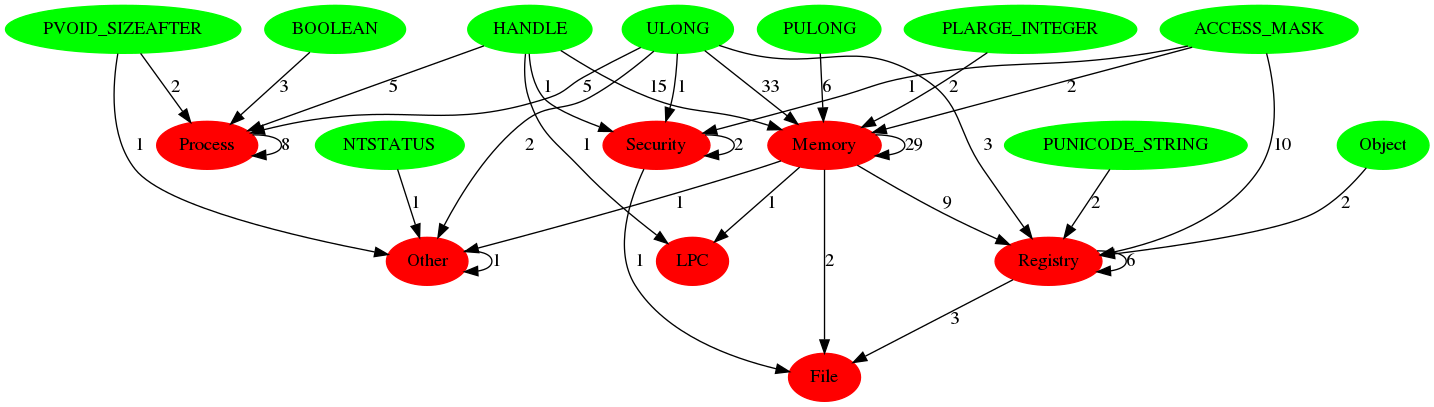 PVOID_SIZEAFTER BOOLEAN HANDLE ULONG PULONG PLARGE_INTEGER ACCESS_MASK
2 3 5 1 5 15 1 33 6 1 2 2
1 Process 8 NTSTATUS 2 1 Security 2 Memory 29 3 PUNICODE_STRING 10 Object
1 1 1 9 2 2
Other 1 1 LPC 2 Registry 6
3
File